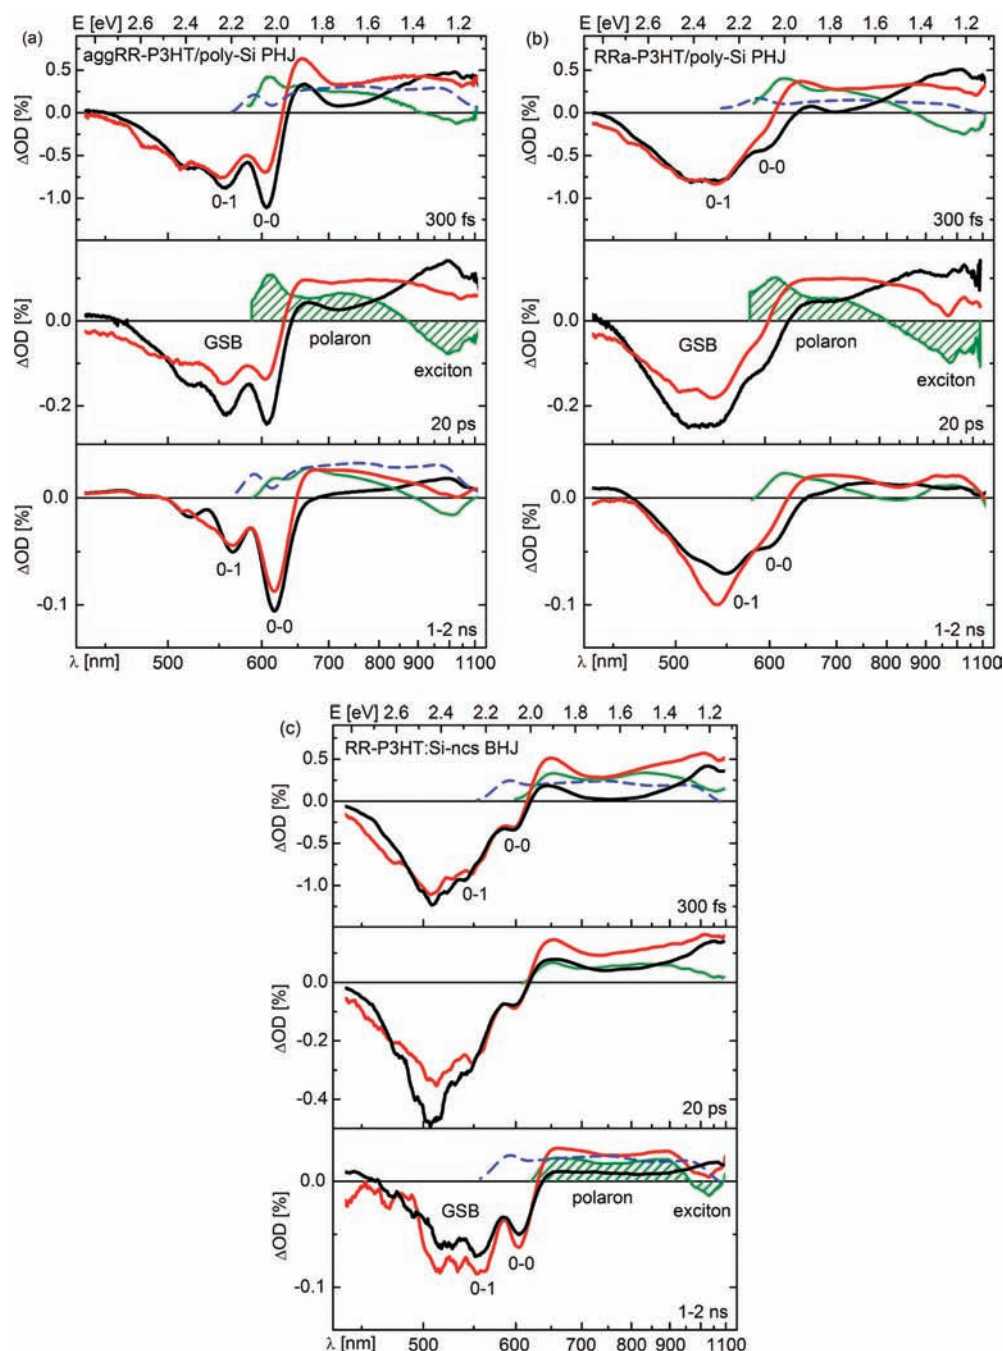 E [eV] 2.6 2.4 2.2 2.0 1.8 1.6 1.4 1.2
(a)
aggRR-P3HT/poly-Si PHJ
ΔOD [%]
0.5
0.0
-0.5
-1.0
0-1
0-0
300 fs
ΔOD [%]
0.0
-0.2
GSB
polaron
exciton
20 ps
ΔOD [%]
0.0
-0.1
0-1
0-0
1-2 ns
λ [nm] 500 600 700 800 900 1100
E [eV] 2.6 2.4 2.2 2.0 1.8 1.6 1.4 1.2
(b)
RRa-P3HT/poly-Si PHJ
ΔOD [%]
0.5
0.0
-0.5
-1.0
0-1
0-0
300 fs
ΔOD [%]
0.0
-0.2
GSB
polaron
exciton
20 ps
ΔOD [%]
0.0
-0.1
0-1
0-0
1-2 ns
λ [nm] 500 600 700 800 900 1100
E [eV] 2.6 2.4 2.2 2.0 1.8 1.6 1.4 1.2
(c)
RR-P3HT:Si-ncs BHJ
ΔOD [%]
0.5
0.0
-0.5
-1.0
0-1
0-0
300 fs
ΔOD [%]
0.0
-0.2
-0.4
20 ps
ΔOD [%]
0.0
-0.1
GSB
polaron
exciton
0-1
0-0
1-2 ns
λ [nm] 500 600 700 800 900 1100